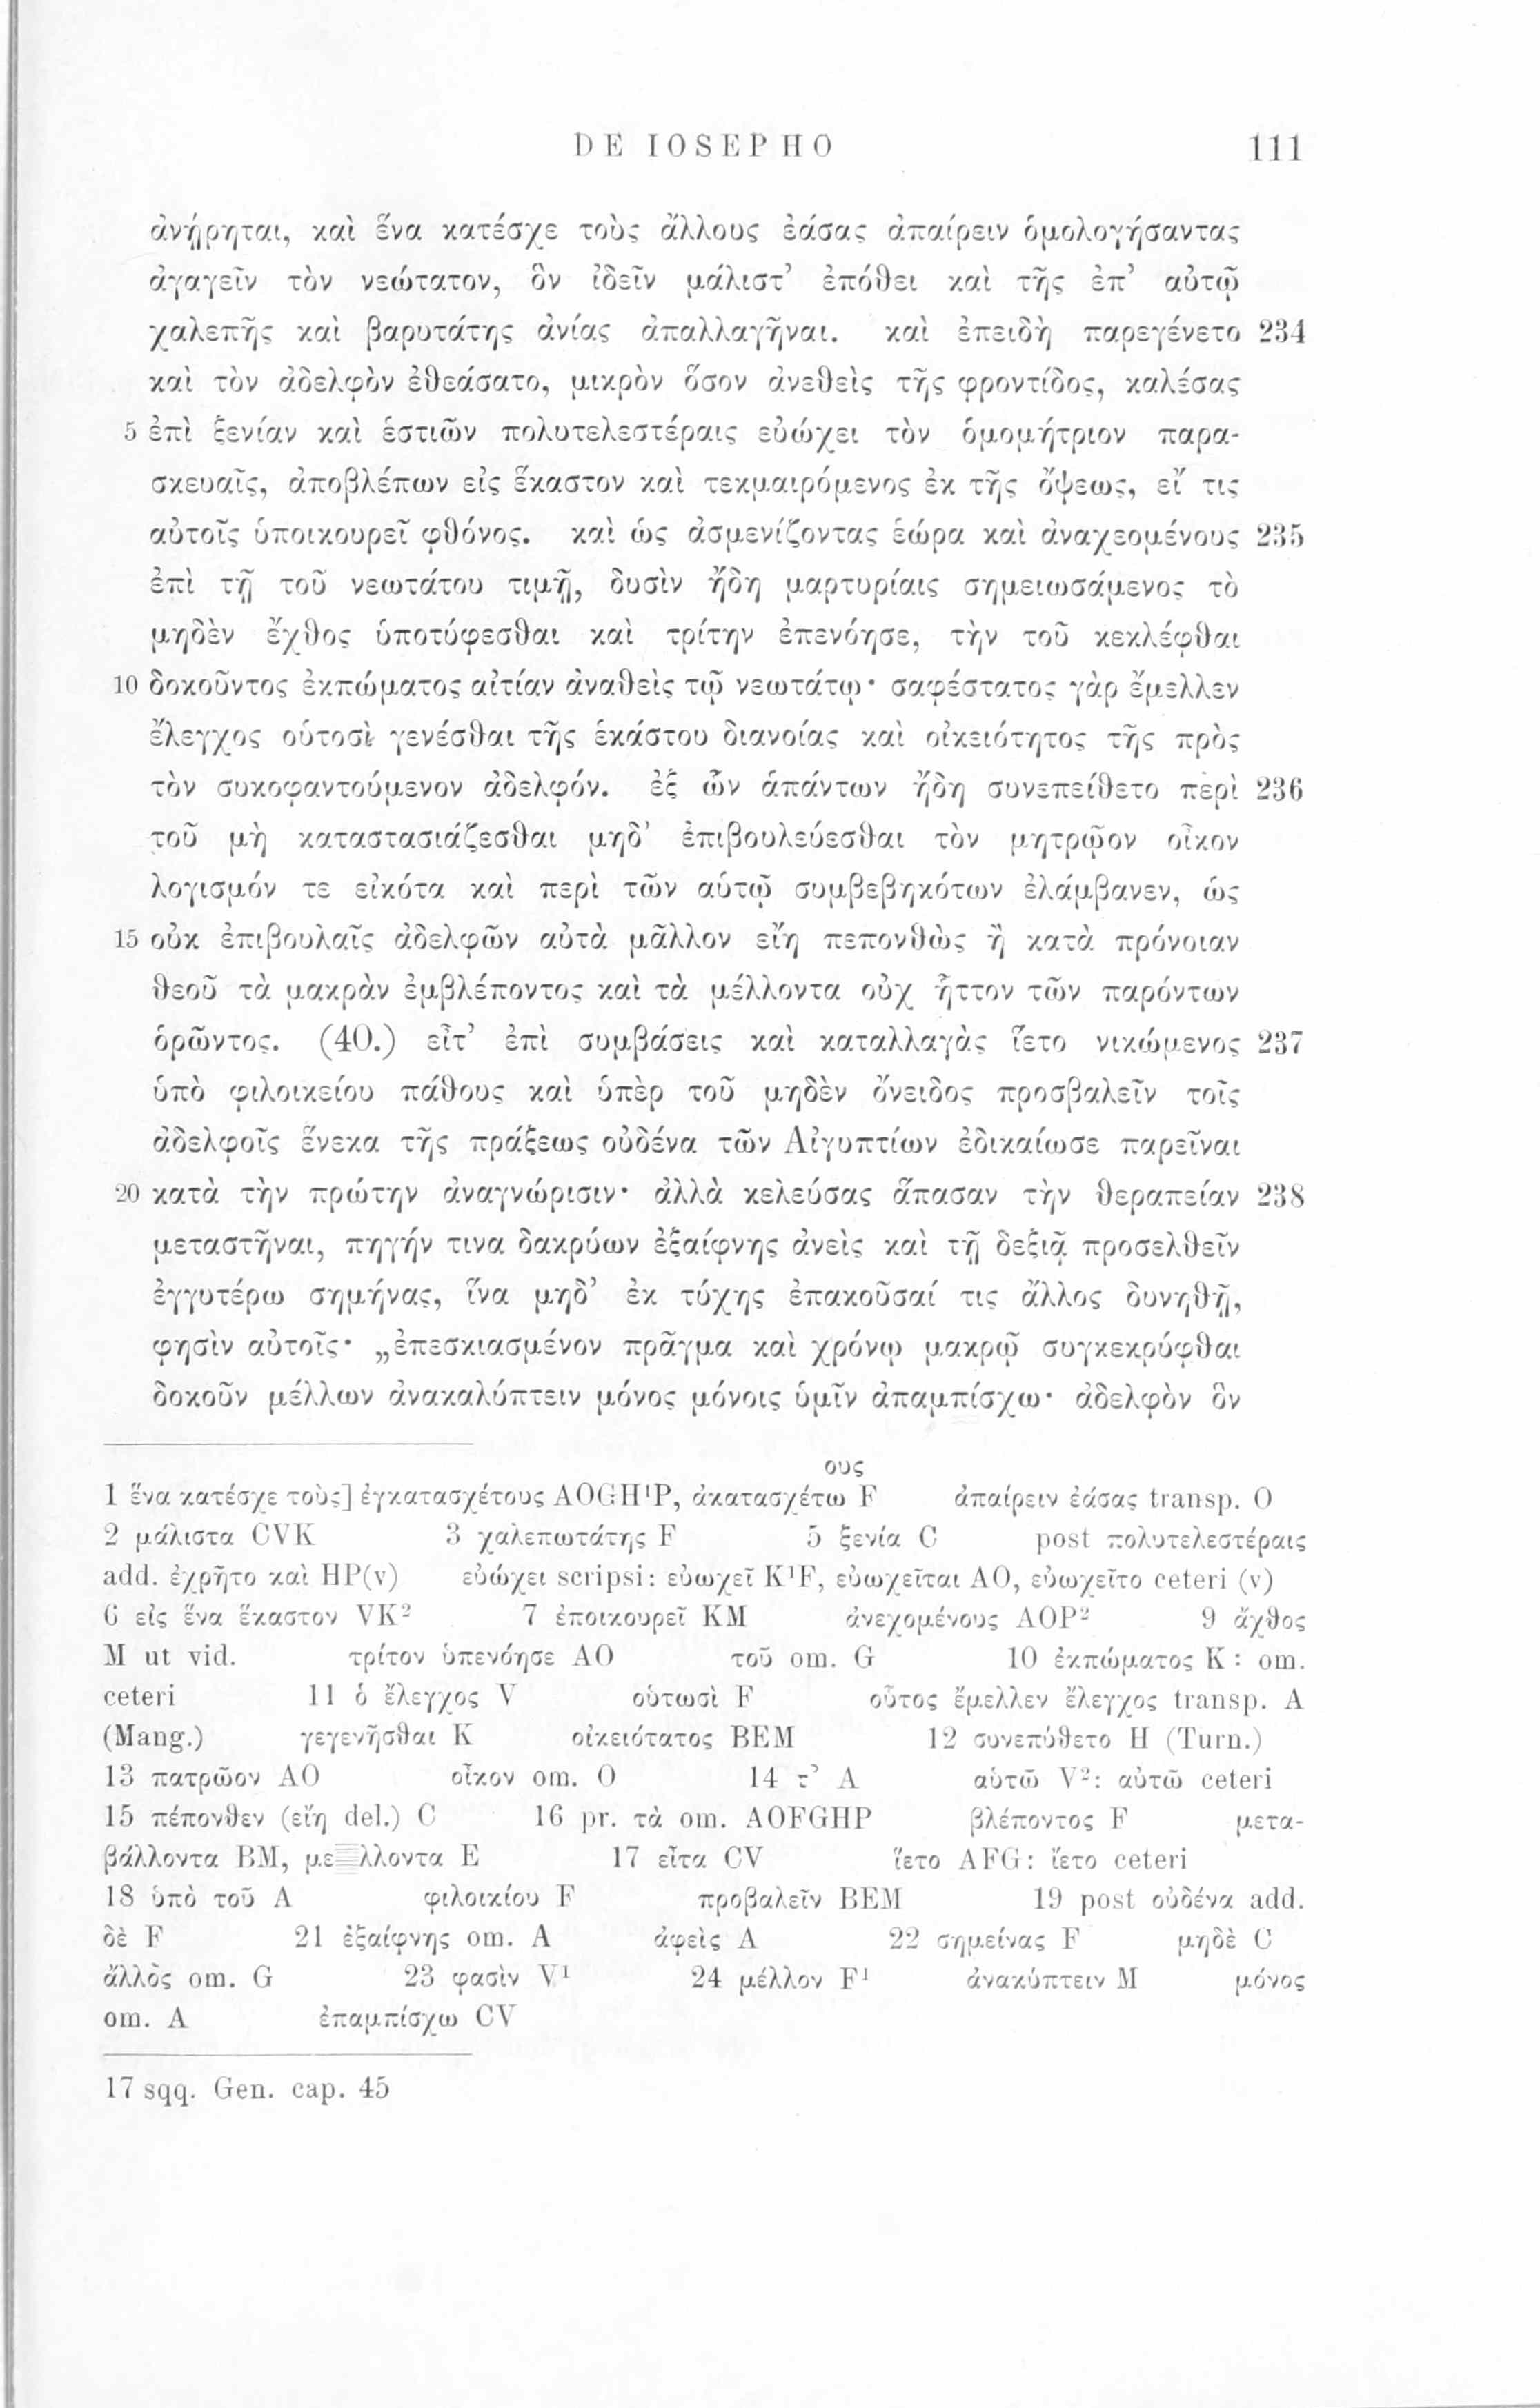 DE IOSEPHO 111
ἀνῄρηται, καὶ ἕνα κατέσχε τοὺς ἄλλους ἐάσας ἀπαίρειν ὁμολογήσαντας
ἀγαγεῖν τὸν νεώτατον, ὃν ἰδεῖν μάλιστ’ ἐπόθει καὶ τῆς ἐπ’ αὐτῷ
χαλεπῆς καὶ βαρυτάτης ἀνίας ἀπαλλαγῆναι. καὶ ἐπειδὴ παρεγένετο 234
καὶ τὸν ἀδελφὸν ἐθεάσατο, μικρὸν ὅσον ἀνεθεὶς τῆς φροντίδος, καλέσας
5 ἐπὶ ξενίαν καὶ ἑστιῶν πολυτελεστέραις εὐώχει τὸν ὁμομήτριον παρα-
σκευαῖς, ἀποβλέπων εἰς ἕκαστον καὶ τεκμαιρόμενος ἐκ τῆς ὄψεως, εἴ τις
αὐτοῖς ὑποικουρεῖ φθόνος. καὶ ὡς ἀσμενίζοντας ἑώρα καὶ ἀναχεομένους 235
ἐπὶ τῇ τοῦ νεωτάτου τιμῇ, δυσὶν ἤδη μαρτυρίαις σημειωσάμενος τὸ
μηδὲν ἔχθος ὑποτύφεσθαι καὶ τρίτην ἐπενόησε, τὴν τοῦ κεκλέφθαι
10 δοκοῦντος ἐκπώματος αἰτίαν ἀναθεὶς τῷ νεωτάτῳ· σαφέστατος γὰρ ἔμελλεν
ἔλεγχος οὑτοσὶ γενέσθαι τῆς ἑκάστου διανοίας καὶ οἰκειότητος τῆς πρὸς
τὸν συκοφαντούμενον ἀδελφόν. ἐξ ὧν ἁπάντων ἤδη συνεπείθετο περὶ 236
τοῦ μὴ καταστασιάζεσθαι μηδ’ ἐπιβουλεύεσθαι τὸν μητρῷον οἶκον
λογισμόν τε εἰκότα καὶ περὶ τῶν αὑτῷ συμβεβηκότων ἐλάμβανεν, ὡς
15 οὐκ ἐπιβουλαῖς ἀδελφῶν αὐτὰ μᾶλλον εἴη πεπονθὼς ἢ κατὰ πρόνοιαν
θεοῦ τὰ μακρὰν ἐμβλέποντος καὶ τὰ μέλλοντα οὐχ ἧττον τῶν παρόντων
ὁρῶντος. (40.) εἶτ’ ἐπὶ συμβάσεις καὶ καταλλαγὰς ἵετο νικώμενος 237
ὑπὸ φιλοικείου πάθους καὶ ὑπὲρ τοῦ μηδὲν ὄνειδος προσβαλεῖν τοῖς
ἀδελφοῖς ἕνεκα τῆς πράξεως οὐδένα τῶν Αἰγυπτίων ἐδικαίωσε παρεῖναι
20 κατὰ τὴν πρώτην ἀναγνώρισιν· ἀλλὰ κελεύσας ἅπασαν τὴν θεραπείαν 238
μεταστῆναι, πηγήν τινα δακρύων ἐξαίφνης ἀνεὶς καὶ τῇ δεξιᾷ προσελθεῖν
ἐγγυτέρω σημήνας, ἵνα μηδ’ ἐκ τύχης ἐπακοῦσαί τις ἄλλος δυνηθῇ,
φησὶν αὐτοῖς· „ἐπεσκιασμένον πρᾶγμα καὶ χρόνῳ μακρῷ συγκεκρύφθαι
δοκοῦν μέλλων ἀνακαλύπτειν μόνος μόνοις ὑμῖν ἀπαμπίσχω· ἀδελφὸν ὃν
ους
1 ἕνα κατέσχε τοὺς] ἐγκατασχέτους AOGH¹P, ἀκατασχέτω F ἀπαίρειν ἐάσας transp. O
2 μάλιστα CVK 3 χαλεπωτάτης F 5 ξενία C post πολυτελεστέραις
add. ἐχρῆτο καὶ HP(v) εὐώχει scripsi: εὐωχεῖ K¹F, εὐωχεῖται AO, εὐωχεῖτο ceteri (v)
6 εἰς ἕνα ἕκαστον VK² 7 ἐποικουρεῖ KM ἀνεχομένους AOP² 9 ἄχθος
M ut vid. τρίτον ὑπενόησε AO τοῦ om. G 10 ἐκπώματος K: om.
ceteri 11 ὁ ἔλεγχος V οὑτωσὶ F οὗτος ἔμελλεν ἔλεγχος transp. A
(Mang.) γεγενῆσθαι K οἰκειότατος BEM 12 συνεπύθετο H (Turn.)
13 πατρῶον AO οἶκον om. O 14 τ’ A αὑτῶ V²: αὐτῶ ceteri
15 πέπονθεν (εἴη del.) C 16 pr. τὰ om. AOFGHP βλέποντος F μετα-
βάλλοντα BM, με λλοντα E 17 εἶτα CV ἵετο AFG: ἴετο ceteri
18 ὑπὸ τοῦ A φιλοικίου F προβαλεῖν BEM 19 post οὐδένα add.
δὲ F 21 ἐξαίφνης om. A ἀφεὶς A 22 σημείνας F μηδὲ C
ἄλλος om. G 23 φασὶν V¹ 24 μέλλον F¹ ἀνακύπτειν M μόνος
om. A ἐπαμπίσχω CV
17 sqq. Gen. cap. 45